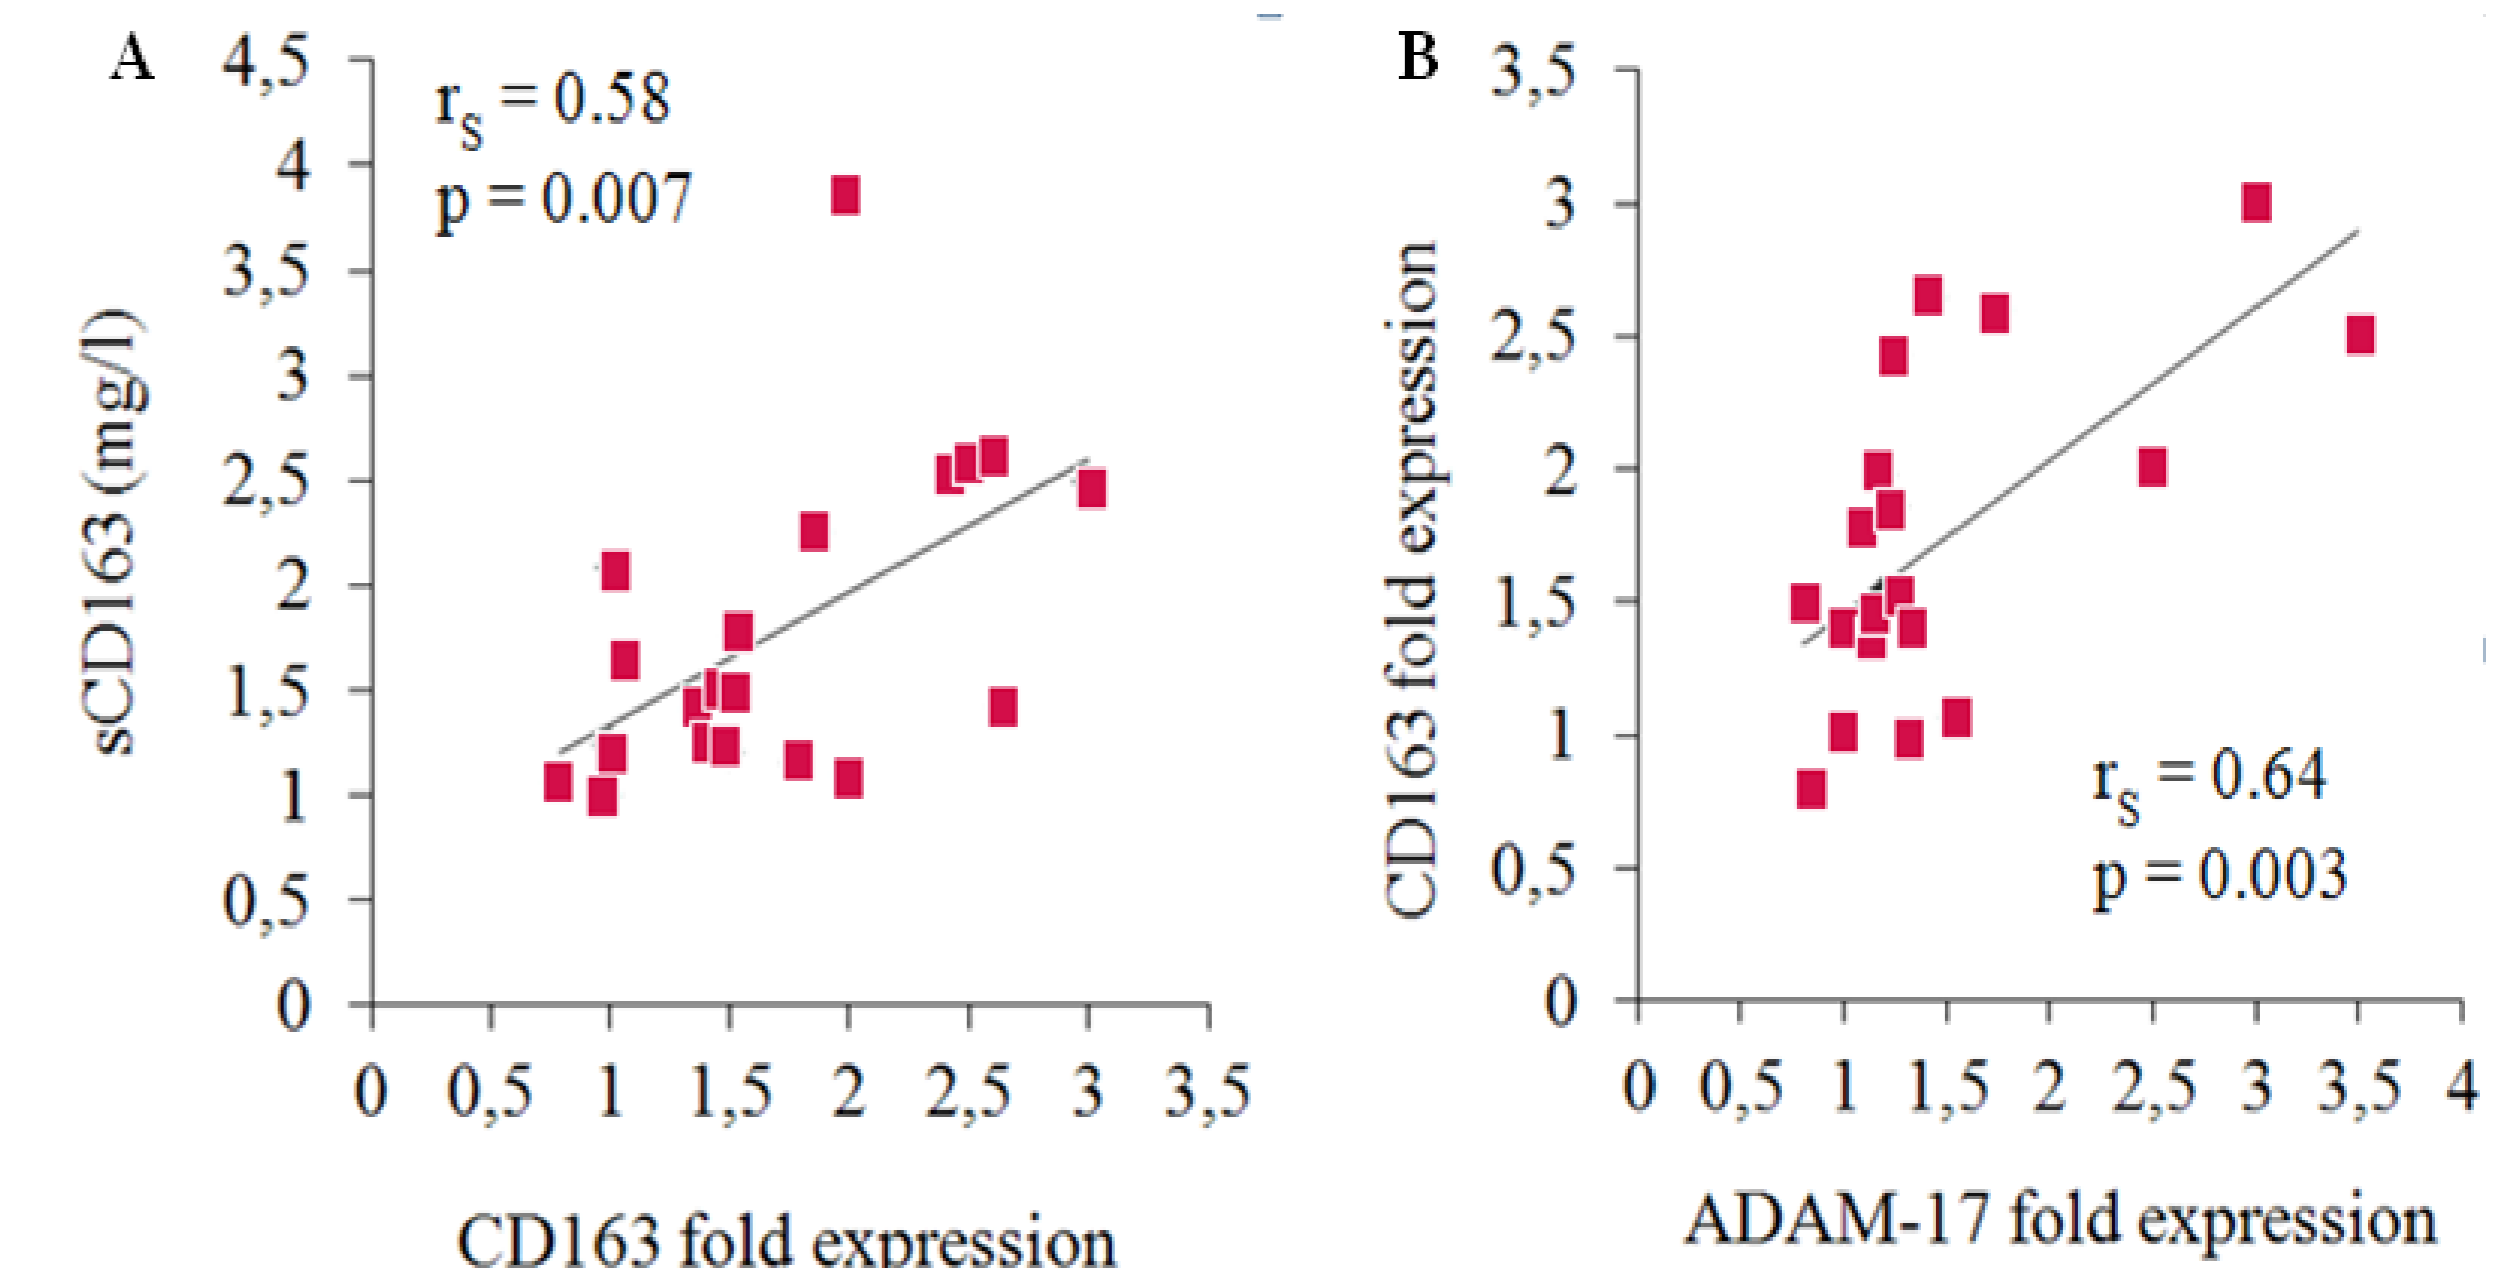 A
4,5
4
3,5
3
2,5
2
1,5
1
0,5
0
r_S = 0.58
p = 0.007
sCD163 (mg/l)
0 0,5 1 1,5 2 2,5 3 3,5
CD163 fold expression
B
3,5
3
2,5
2
1,5
1
0,5
0
CD163 fold expression
r_S = 0.64
p = 0.003
0 0,5 1 1,5 2 2,5 3 3,5 4
ADAM-17 fold expression